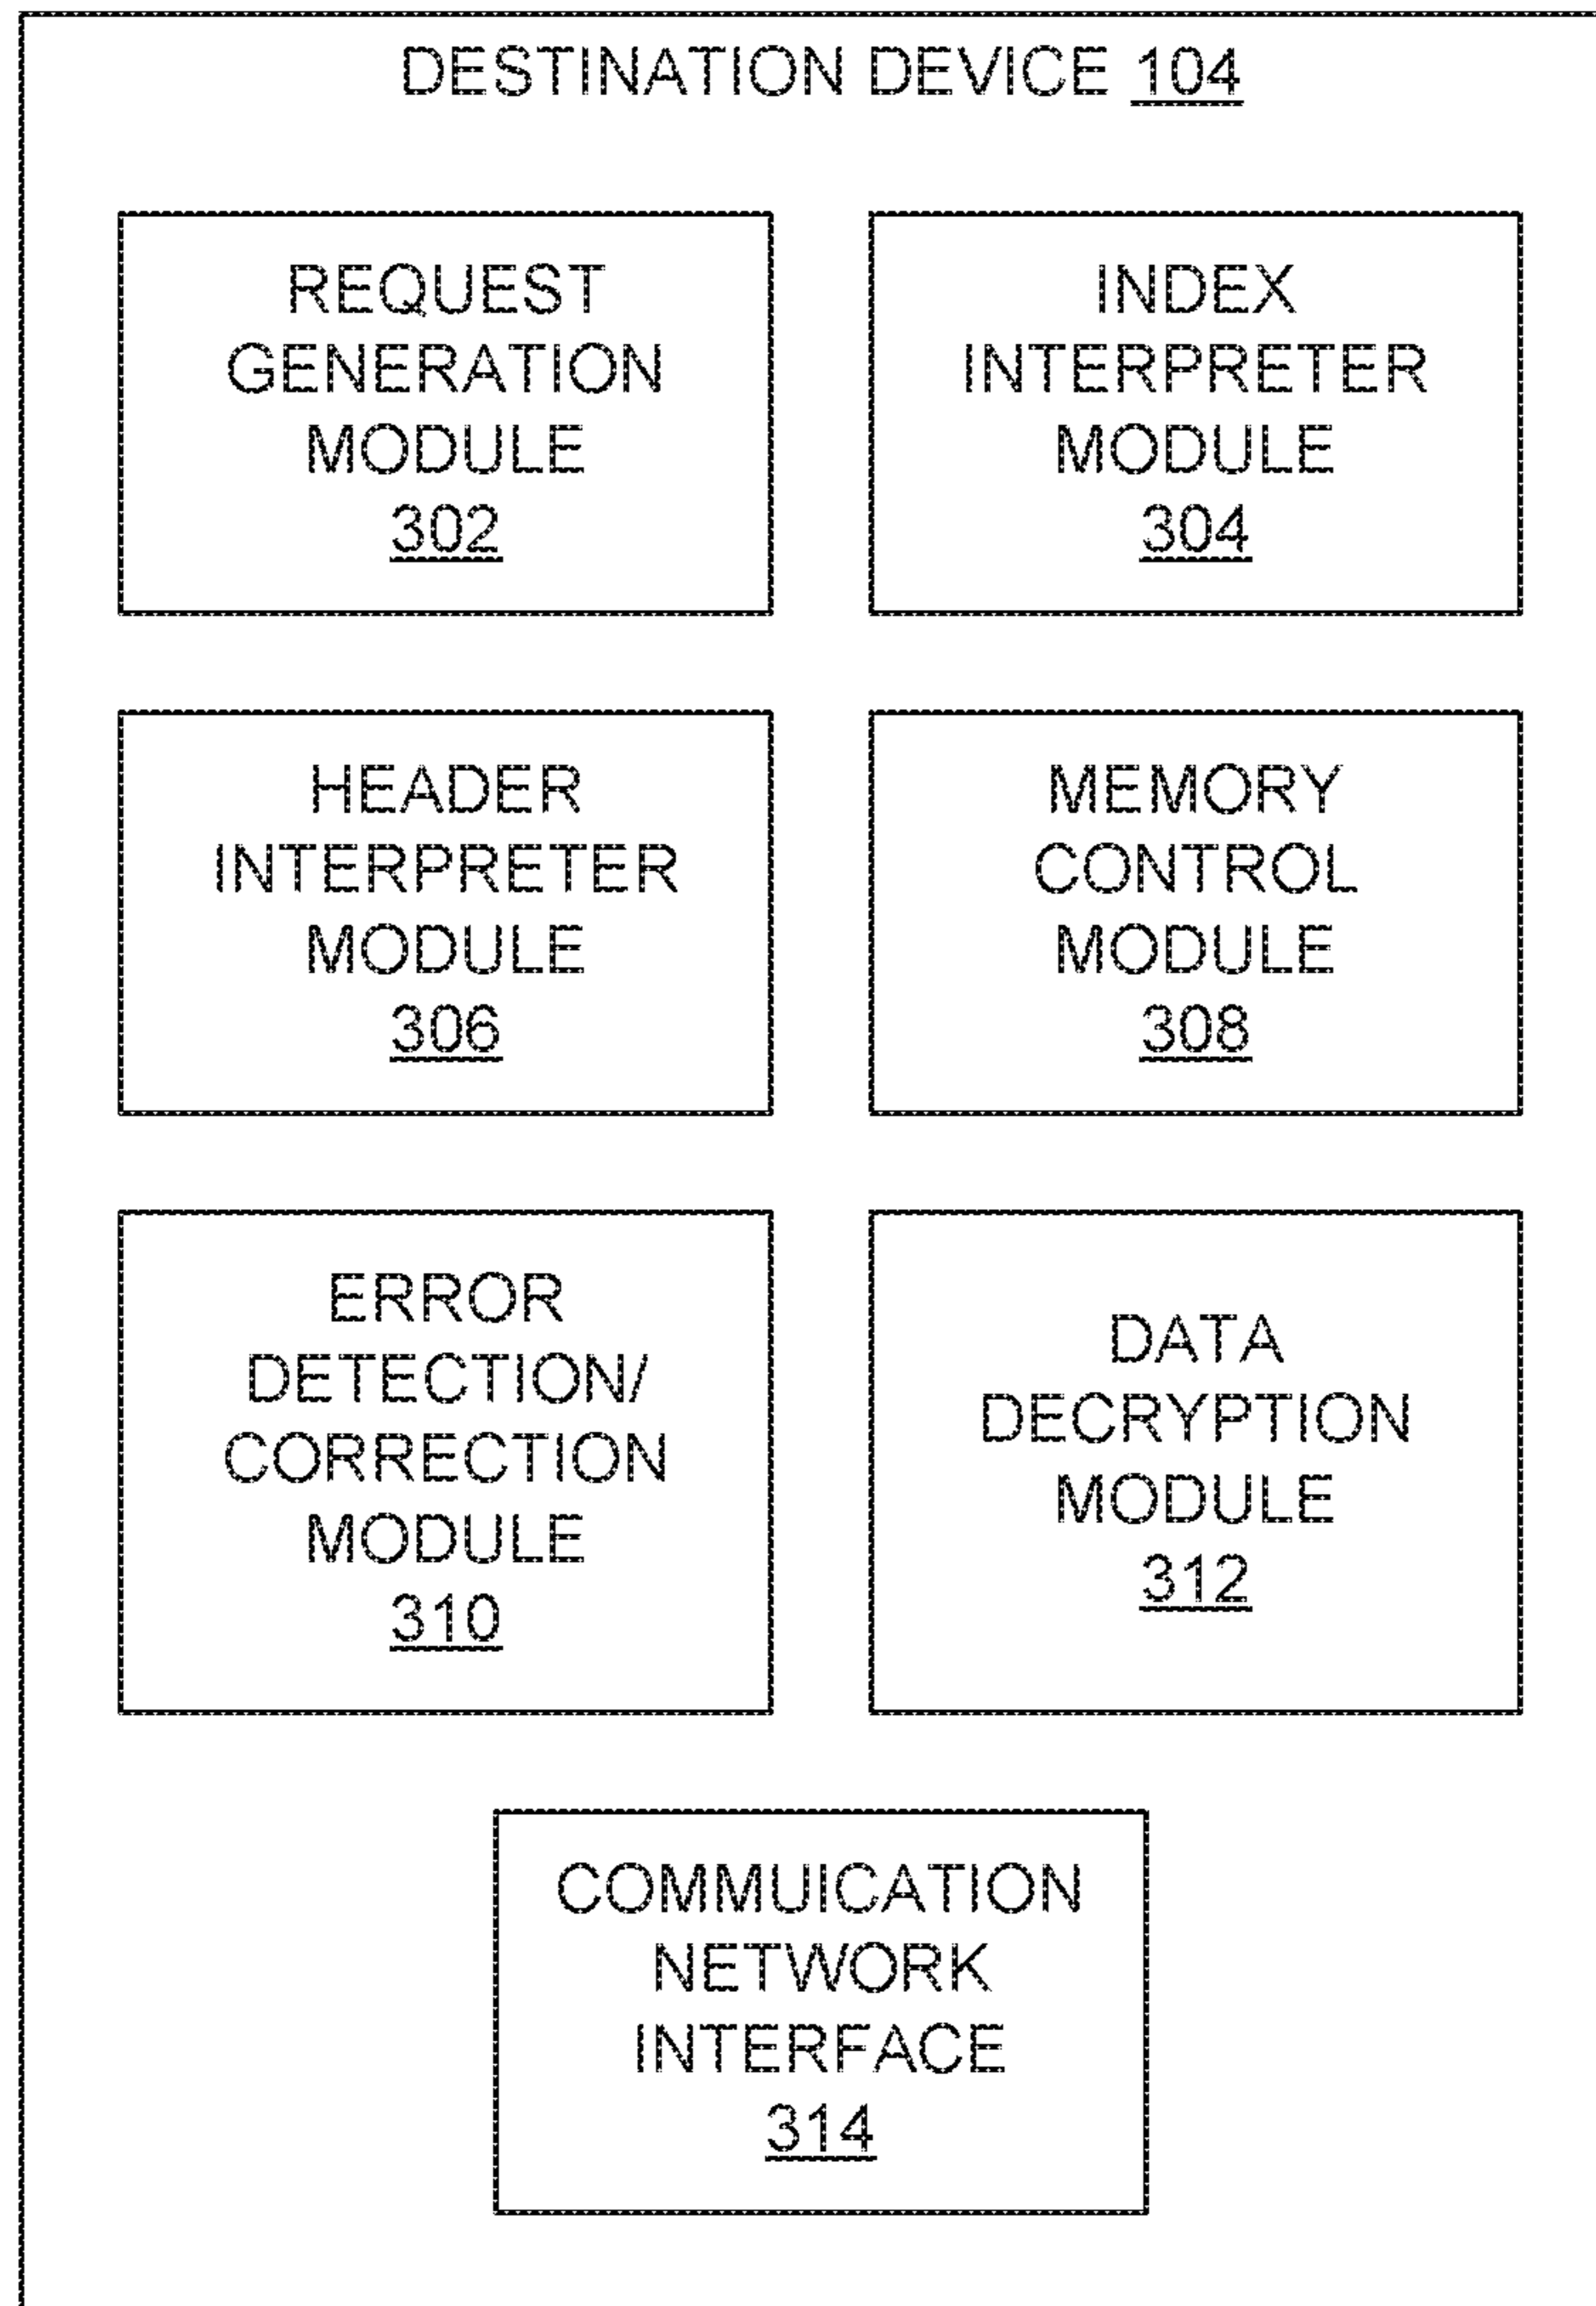 DESTINATION DEVICE 104
REQUEST
GENERATION
MODULE
302
INDEX
INTERPRETER
MODULE
304
HEADER
INTERPRETER
MODULE
306
MEMORY
CONTROL
MODULE
308
ERROR
DETECTION/
CORRECTION
MODULE
310
DATA
DECRYPTION
MODULE
312
COMMUICATION
NETWORK
INTERFACE
314